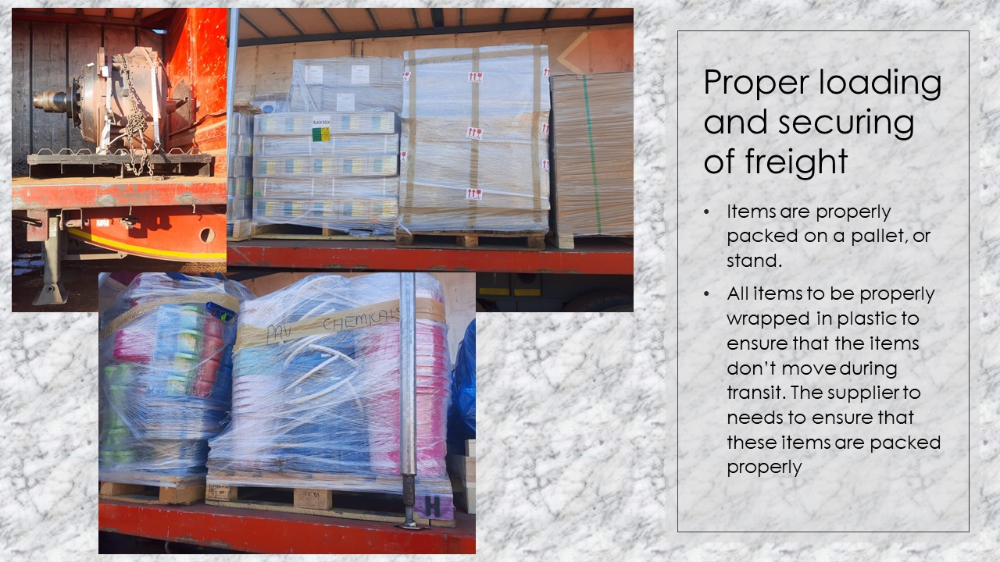 Proper loading
and securing
of freight
• Items are properly
packed on a pallet, or
stand.
• All items to be properly
wrapped in plastic to
ensure that the items
don’t move during
transit. The supplier to
needs to ensure that
these items are packed
properly
BLACK ROCK
PAV CHEMICALS
H